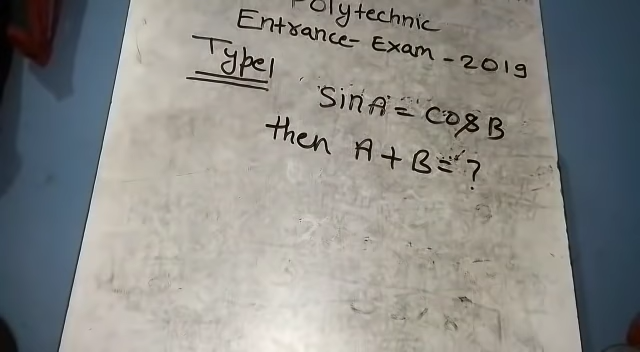 Polytechnic
Entrance- Exam - 2019
Type1
SinA = cosB
then A + B = ?